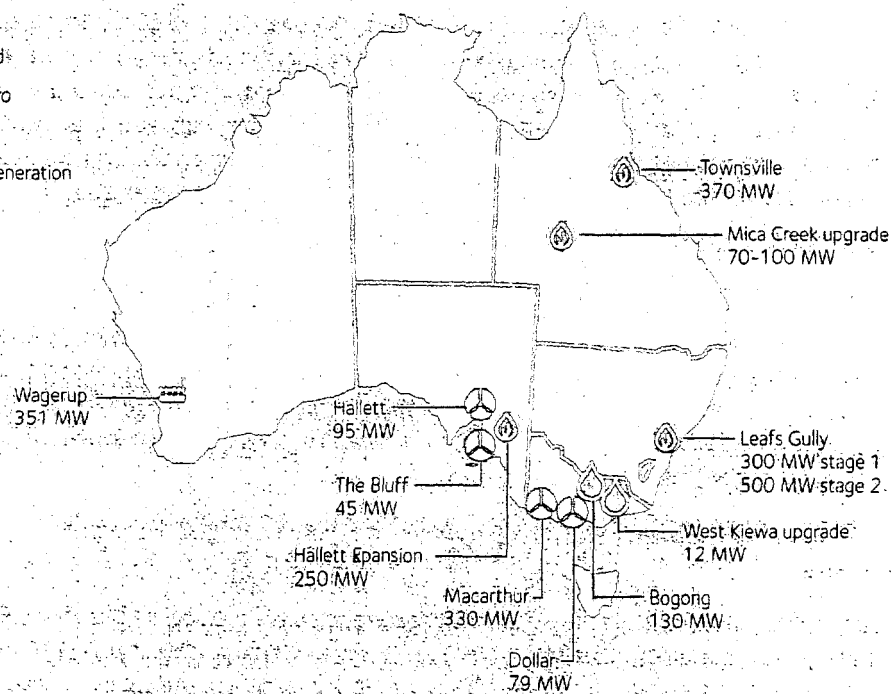 eneration
Townsville
370 MW
Mica Creek upgrade
70-100 MW
Wagerup
351 MW
Hallett
95 MW
The Bluff
45 MW
Hallett Epansion
250 MW
Leafs Gully
300 MW stage 1
500 MW stage 2
West Kiewa upgrade
12 MW
Macarthur
330 MW
Bogong
130 MW
Dollar
79 MW